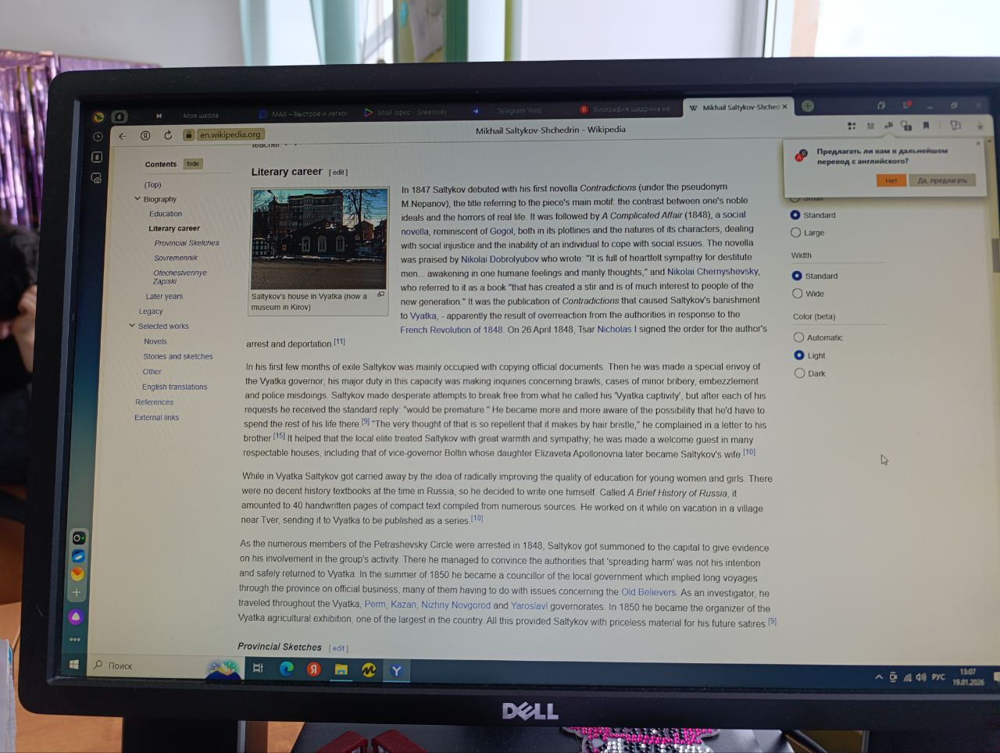 6
M
Моя школа
MAX – быстрое и легко
Мой офис - Greenway
Telegram Web
биография щедрина на
W Mikhail Saltykov-Shched ×
en.wikipedia.org
Mikhail Saltykov-Shchedrin - Wikipedia
6
Предлагать ли вам в дальнейшем
перевод с английского?
Нет
Да, предлагать
Contents hide
(Top)
Biography
Education
Literary career
Provincial Sketches
Sovremennik
Otechestvennye
Zapiski
Later years
Legacy
Selected works
Novels
Stories and sketches
Other
English translations
References
External links
teacher.
Literary career [ edit ]
Saltykov's house in Vyatka (now a
museum in Kirov)
In 1847 Saltykov debuted with his first novella Contradictions (under the pseudonym
M.Nepanov), the title referring to the piece's main motif: the contrast between one's noble
ideals and the horrors of real life. It was followed by A Complicated Affair (1848), a social
novella, reminiscent of Gogol, both in its plotlines and the natures of its characters, dealing
with social injustice and the inability of an individual to cope with social issues. The novella
was praised by Nikolai Dobrolyubov who wrote: "It is full of heartfelt sympathy for destitute
men... awakening in one humane feelings and manly thoughts," and Nikolai Chernyshevsky,
who referred to it as a book "that has created a stir and is of much interest to people of the
new generation." It was the publication of Contradictions that caused Saltykov's banishment
to Vyatka, - apparently the result of overreaction from the authorities in response to the
French Revolution of 1848. On 26 April 1848, Tsar Nicholas I signed the order for the author's
arrest and deportation.[11]
In his first few months of exile Saltykov was mainly occupied with copying official documents. Then he was made a special envoy of
the Vyatka governor; his major duty in this capacity was making inquiries concerning brawls, cases of minor bribery, embezzlement
and police misdoings. Saltykov made desperate attempts to break free from what he called his 'Vyatka captivity', but after each of his
requests he received the standard reply: "would be premature." He became more and more aware of the possibility that he'd have to
spend the rest of his life there.[9] "The very thought of that is so repellent that it makes by hair bristle," he complained in a letter to his
brother.[15] It helped that the local elite treated Saltykov with great warmth and sympathy; he was made a welcome guest in many
respectable houses, including that of vice-governor Boltin whose daughter Elizaveta Apollonovna later became Saltykov's wife.[10]
While in Vyatka Saltykov got carried away by the idea of radically improving the quality of education for young women and girls. There
were no decent history textbooks at the time in Russia, so he decided to write one himself. Called A Brief History of Russia, it
amounted to 40 handwritten pages of compact text compiled from numerous sources. He worked on it while on vacation in a village
near Tver, sending it to Vyatka to be published as a series.[10]
As the numerous members of the Petrashevsky Circle were arrested in 1848, Saltykov got summoned to the capital to give evidence
on his involvement in the group's activity. There he managed to convince the authorities that 'spreading harm' was not his intention
and safely returned to Vyatka. In the summer of 1850 he became a councillor of the local government which implied long voyages
through the province on official business, many of them having to do with issues concerning the Old Believers. As an investigator, he
traveled throughout the Vyatka, Perm, Kazan, Nizhny Novgorod and Yaroslavl governorates. In 1850 he became the organizer of the
Vyatka agricultural exhibition, one of the largest in the country. All this provided Saltykov with priceless material for his future satires.[9]
Provincial Sketches [ edit ]
Small
Standard
Large
Width
Standard
Wide
Color (beta)
Automatic
Light
Dark
Поиск
РУС
13:07
19.01.2026
DELL